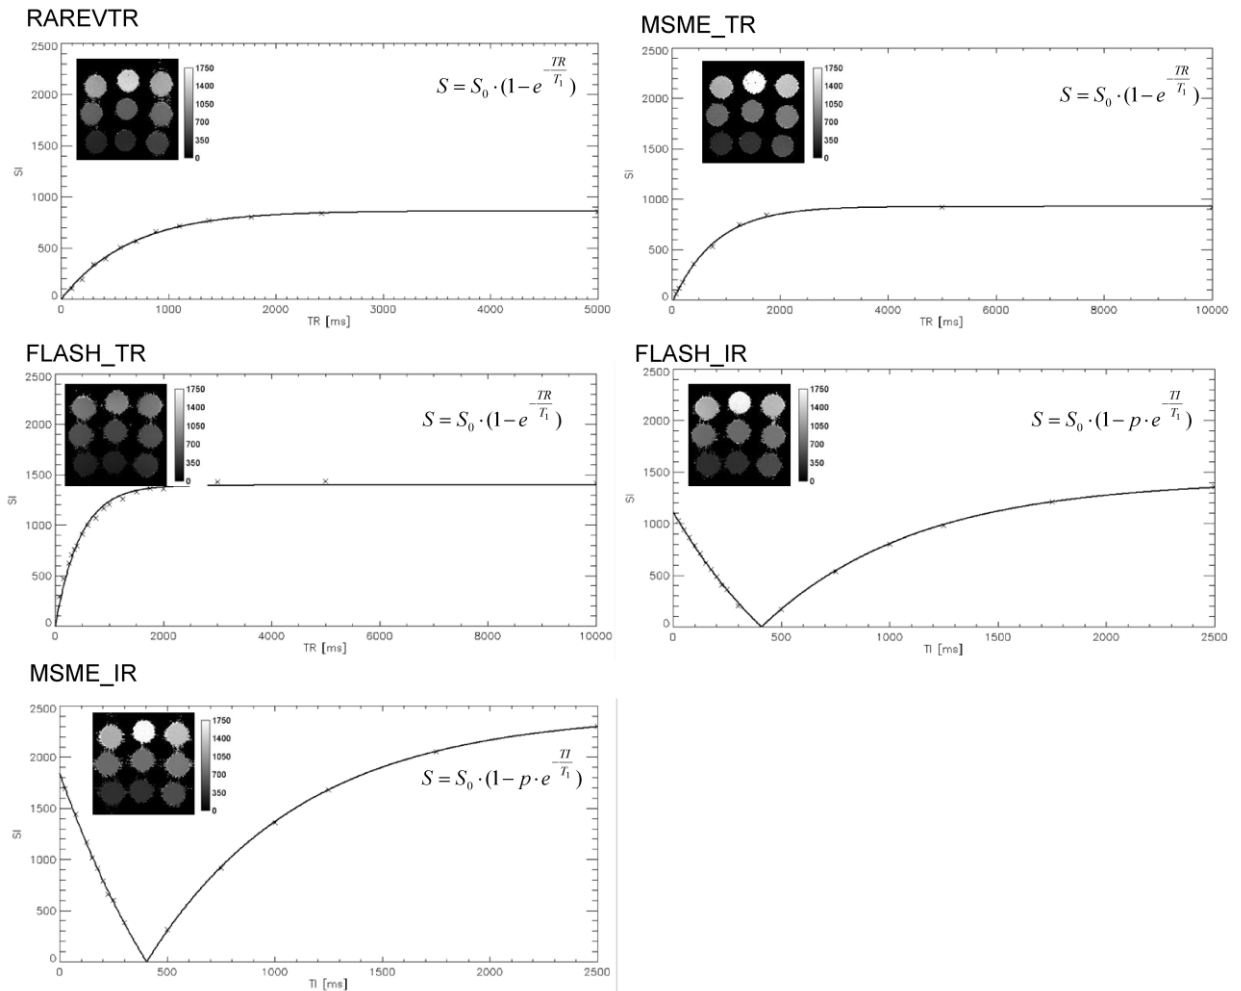 RAREVTR
2500
2000
1500
1000
500
0
SI
1750
1400
1050
700
350
0
S = S₀ · (1 − e^{−TR/T₁})
0 1000 2000 3000 4000 5000
TR [ms]
MSME_TR
2500
2000
1500
1000
500
0
SI
1750
1400
1050
700
350
0
S = S₀ · (1 − e^{−TR/T₁})
0 2000 4000 6000 8000 10000
TR [ms]
FLASH_TR
2500
2000
1500
1000
500
0
SI
1750
1400
1050
700
350
0
S = S₀ · (1 − e^{−TR/T₁})
0 2000 4000 6000 8000 10000
TR [ms]
FLASH_IR
2500
2000
1500
1000
500
0
SI
1750
1400
1050
700
350
0
S = S₀ · (1 − p · e^{−TI/T₁})
0 500 1000 1500 2000 2500
TI [ms]
MSME_IR
2500
2000
1500
1000
500
0
SI
1750
1400
1050
700
350
0
S = S₀ · (1 − p · e^{−TI/T₁})
0 500 1000 1500 2000 2500
TI [ms]